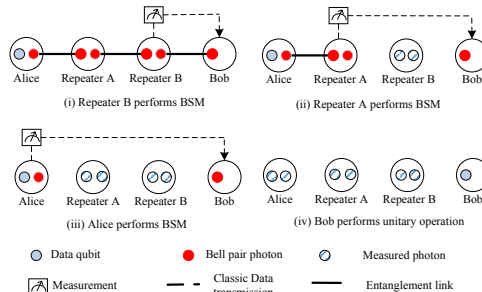 Alice Repeater A Repeater B Bob
(i) Repeater B performs BSM
Alice Repeater A Repeater B Bob
(ii) Repeater A performs BSM
Alice Repeater A Repeater B Bob
(iii) Alice performs BSM
Alice Repeater A Repeater B Bob
(iv) Bob performs unitary operation
Data qubit Bell pair photon Measured photon
Measurement Classic Data Entanglement link
transmission